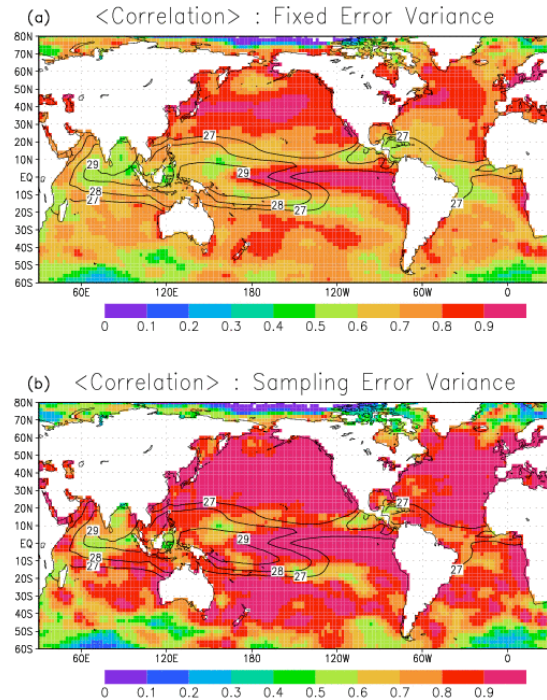 (a) <Correlation> : Fixed Error Variance
80N
70N
60N
50N
40N
30N
20N
10N
EQ
10S
20S
30S
40S
50S
60S
27
27
29
29
28
27
28
27
27
60E 120E 180 120W 60W 0
0 0.1 0.2 0.3 0.4 0.5 0.6 0.7 0.8 0.9
(b) <Correlation> : Sampling Error Variance
80N
70N
60N
50N
40N
30N
20N
10N
EQ
10S
20S
30S
40S
50S
60S
27
27
29
29
28
27
28
27
27
60E 120E 180 120W 60W 0
0 0.1 0.2 0.3 0.4 0.5 0.6 0.7 0.8 0.9